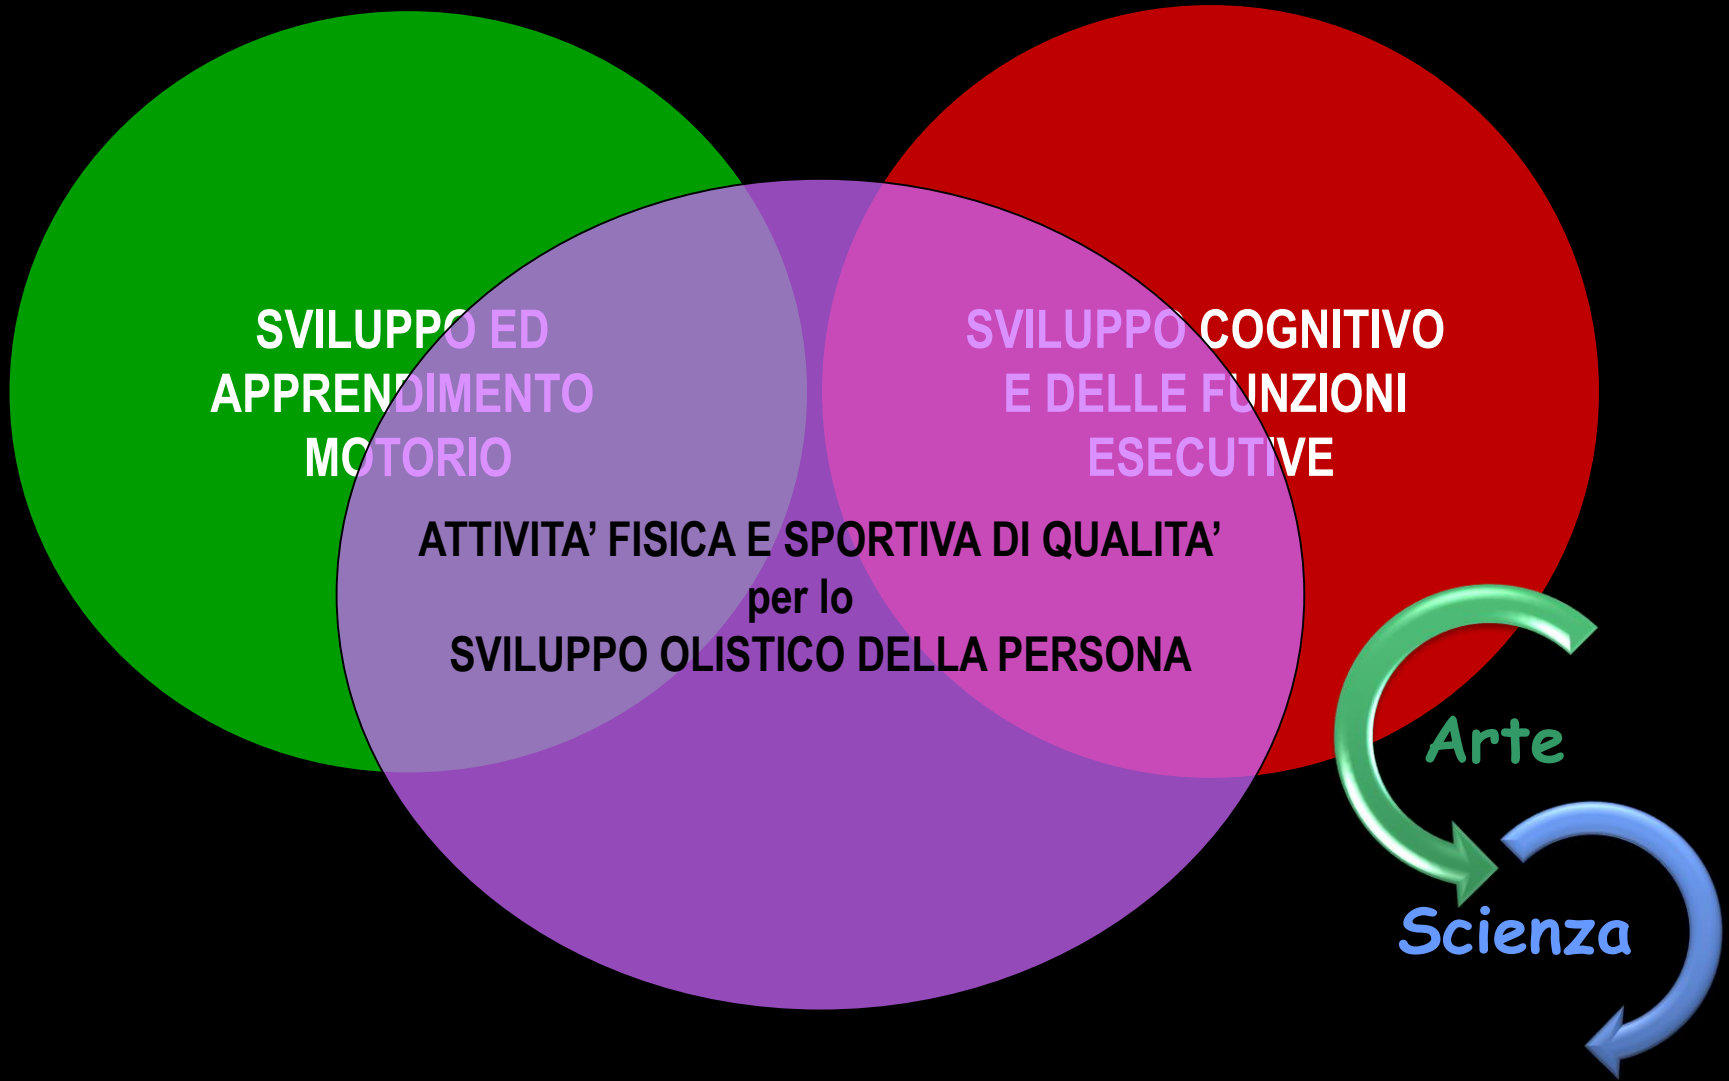 SVILUPPO ED
APPRENDIMENTO
MOTORIO
SVILUPPO COGNITIVO
E DELLE FUNZIONI
ESECUTIVE
ATTIVITA’ FISICA E SPORTIVA DI QUALITA’
per lo
SVILUPPO OLISTICO DELLA PERSONA
Arte
Scienza